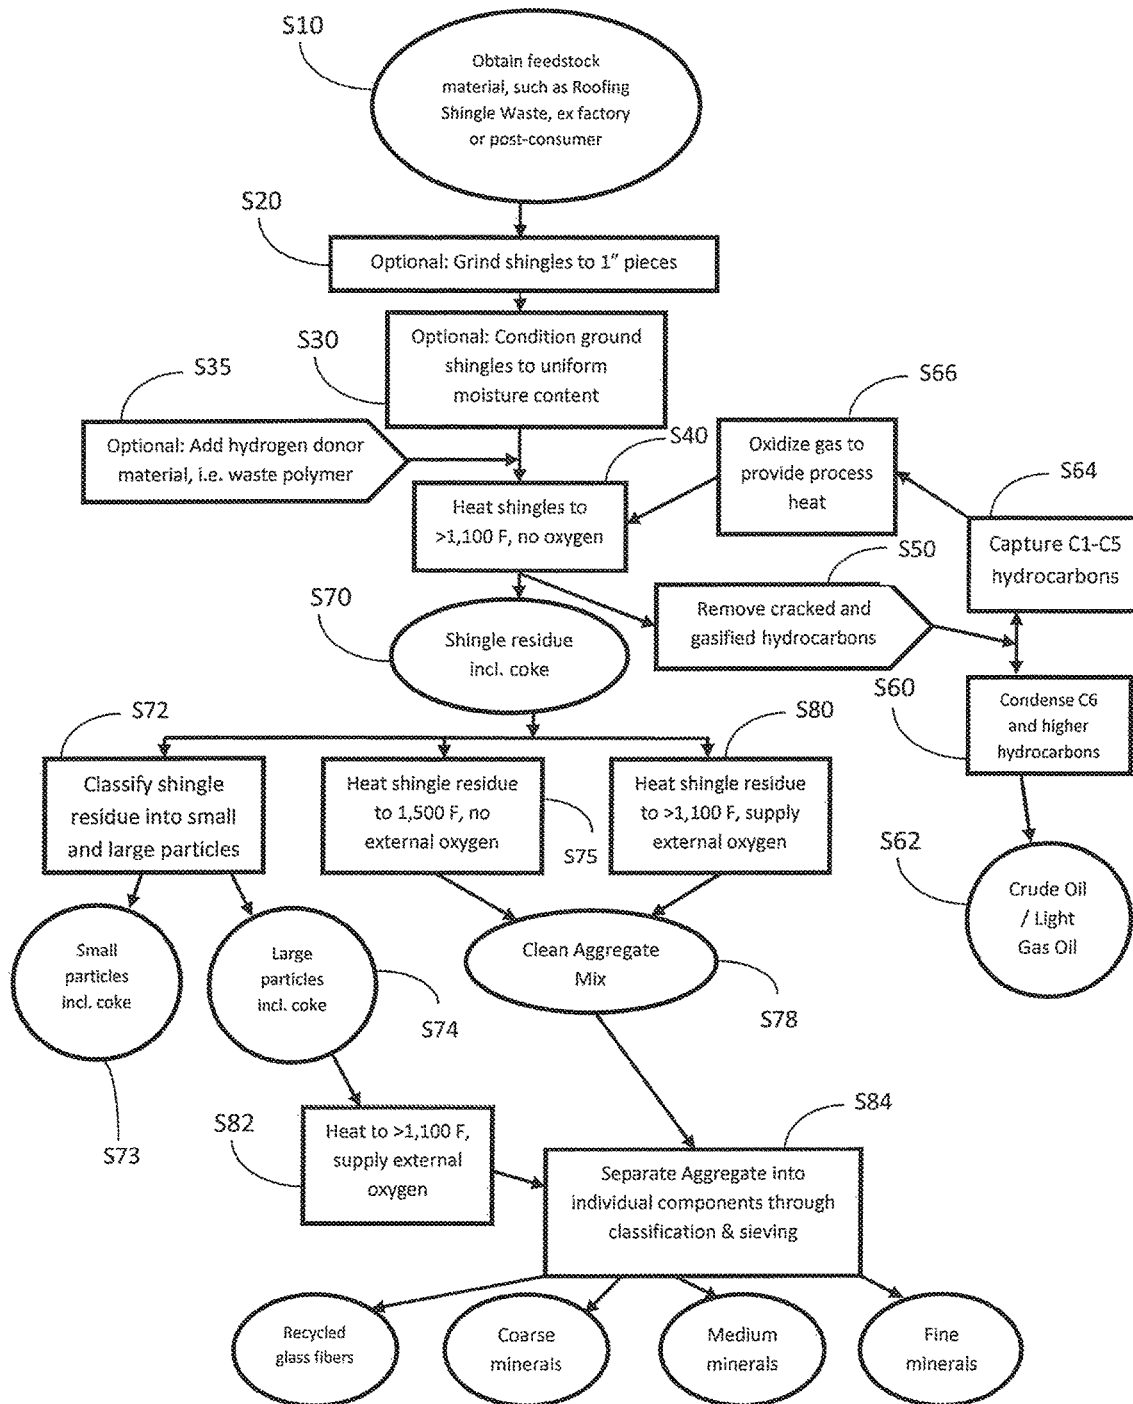 S10
Obtain feedstock
material, such as Roofing
Shingle Waste, ex factory
or post-consumer
S20
Optional: Grind shingles to 1” pieces
S30
Optional: Condition ground
shingles to uniform
moisture content
S35
Optional: Add hydrogen donor
material, i.e. waste polymer
S40
Heat shingles to
>1,100 F, no oxygen
S66
Oxidize gas to
provide process
heat
S64
Capture C1-C5
hydrocarbons
S50
Remove cracked and
gasified hydrocarbons
S70
Shingle residue
incl. coke
S60
Condense C6
and higher
hydrocarbons
S72
Classify shingle
residue into small
and large particles
Heat shingle residue
to 1,500 F, no
external oxygen
S75
S80
Heat shingle residue
to >1,100 F, supply
external oxygen
S62
Crude Oil
/ Light
Gas Oil
Small
particles
incl. coke
S73
Large
particles
incl. coke
S74
Clean Aggregate
Mix
S78
S82
Heat to >1,100 F,
supply external
oxygen
S84
Separate Aggregate into
individual components through
classification & sieving
Recycled
glass fibers
Coarse
minerals
Medium
minerals
Fine
minerals